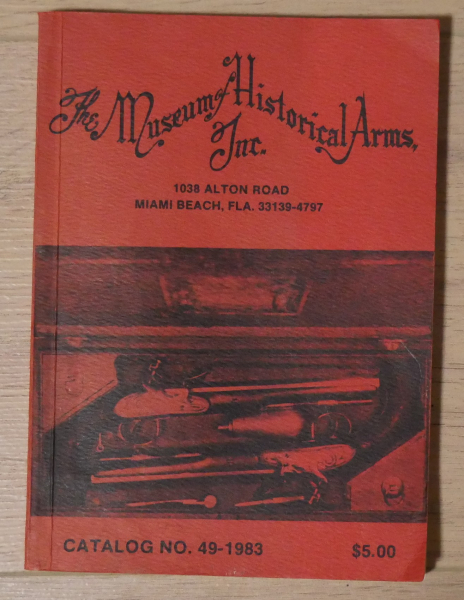 The Museum of Historical Arms,
Inc.
1038 ALTON ROAD
MIAMI BEACH, FLA. 33139-4797
CATALOG NO. 49-1983 $5.00